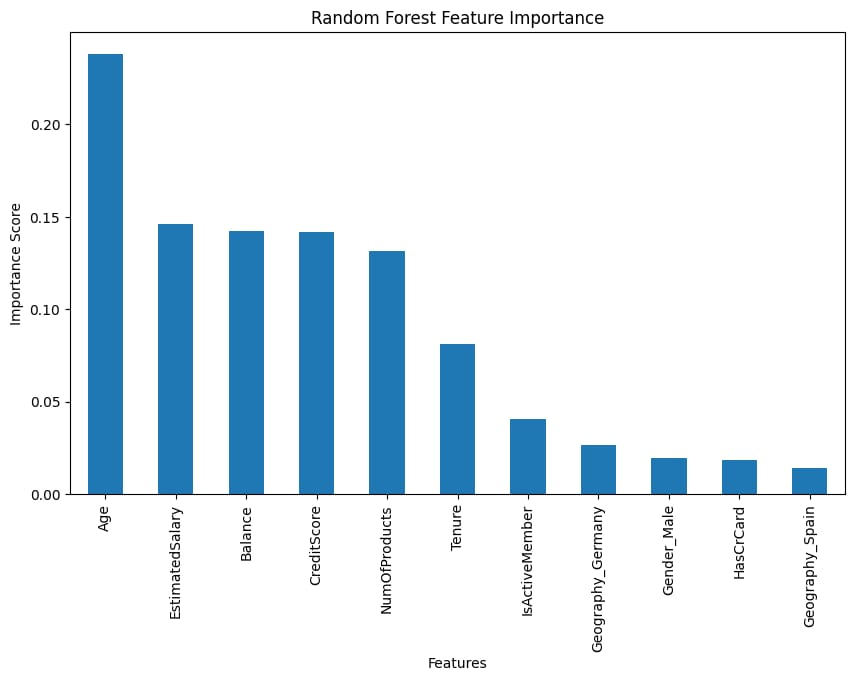 Random Forest Feature Importance
Importance Score
0.20
0.15
0.10
0.05
0.00
Age
EstimatedSalary
Balance
CreditScore
NumOfProducts
Tenure
IsActiveMember
Geography_Germany
Gender_Male
HasCrCard
Geography_Spain
Features